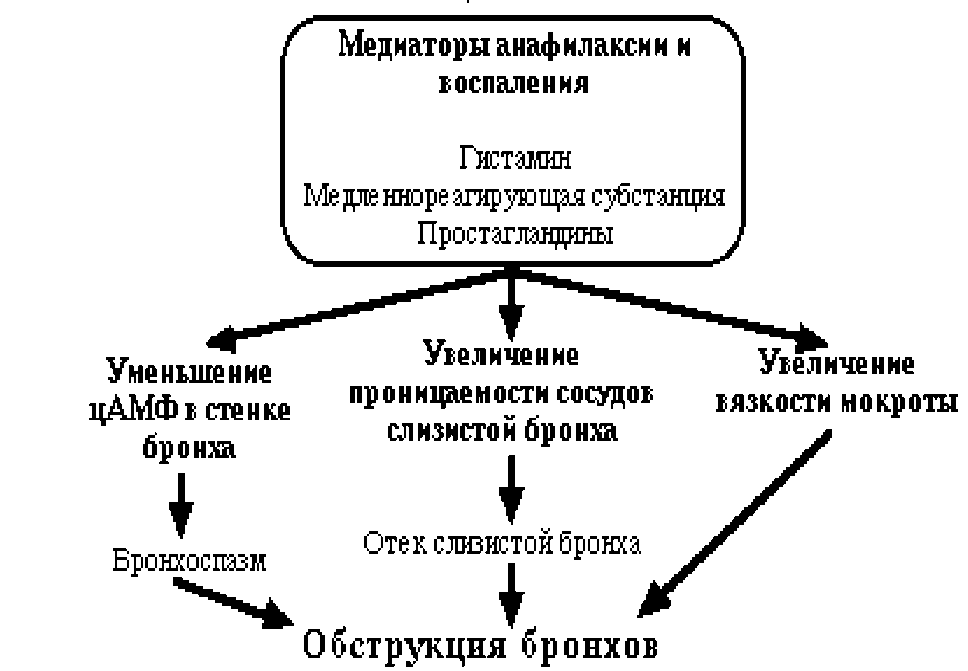 Медиаторы анафилаксии и
воспаления
Гистамин
Медленнореагирующая субстанция
Простагландины
Уменьшение
цАМФ в стенке
бронха
Увеличение
проницаемости сосудов
слизистой бронха
Увеличение
вязкости мокроты
Бронхоспазм
Отек слизистой бронха
Обструкция бронхов